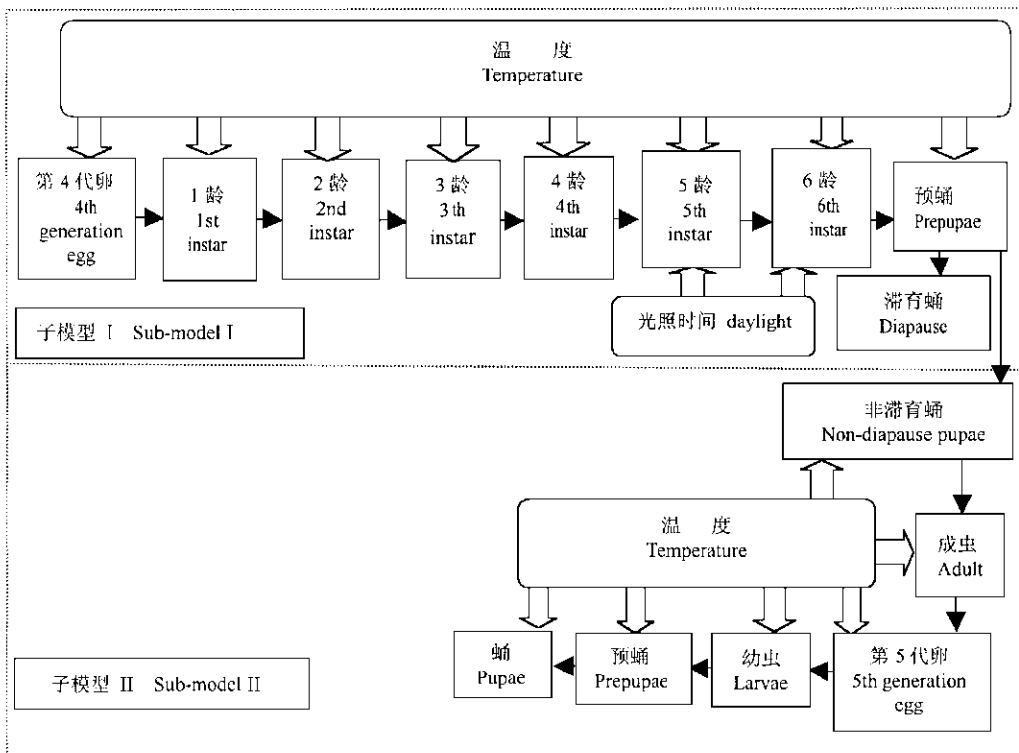 温 度
Temperature
第 4 代卵
4th
generation
egg
1 龄
1st
instar
2 龄
2nd
instar
3 龄
3th
instar
4 龄
4th
instar
5 龄
5th
instar
6 龄
6th
instar
预蛹
Prepupae
子模型 Ⅰ Sub-model Ⅰ
光照时间 daylight
滞育蛹
Diapause
非滞育蛹
Non-diapause pupae
温 度
Temperature
成虫
Adult
蛹
Pupae
预蛹
Prepupae
幼虫
Larvae
第 5 代卵
5th generation
egg
子模型 Ⅱ Sub-model Ⅱ